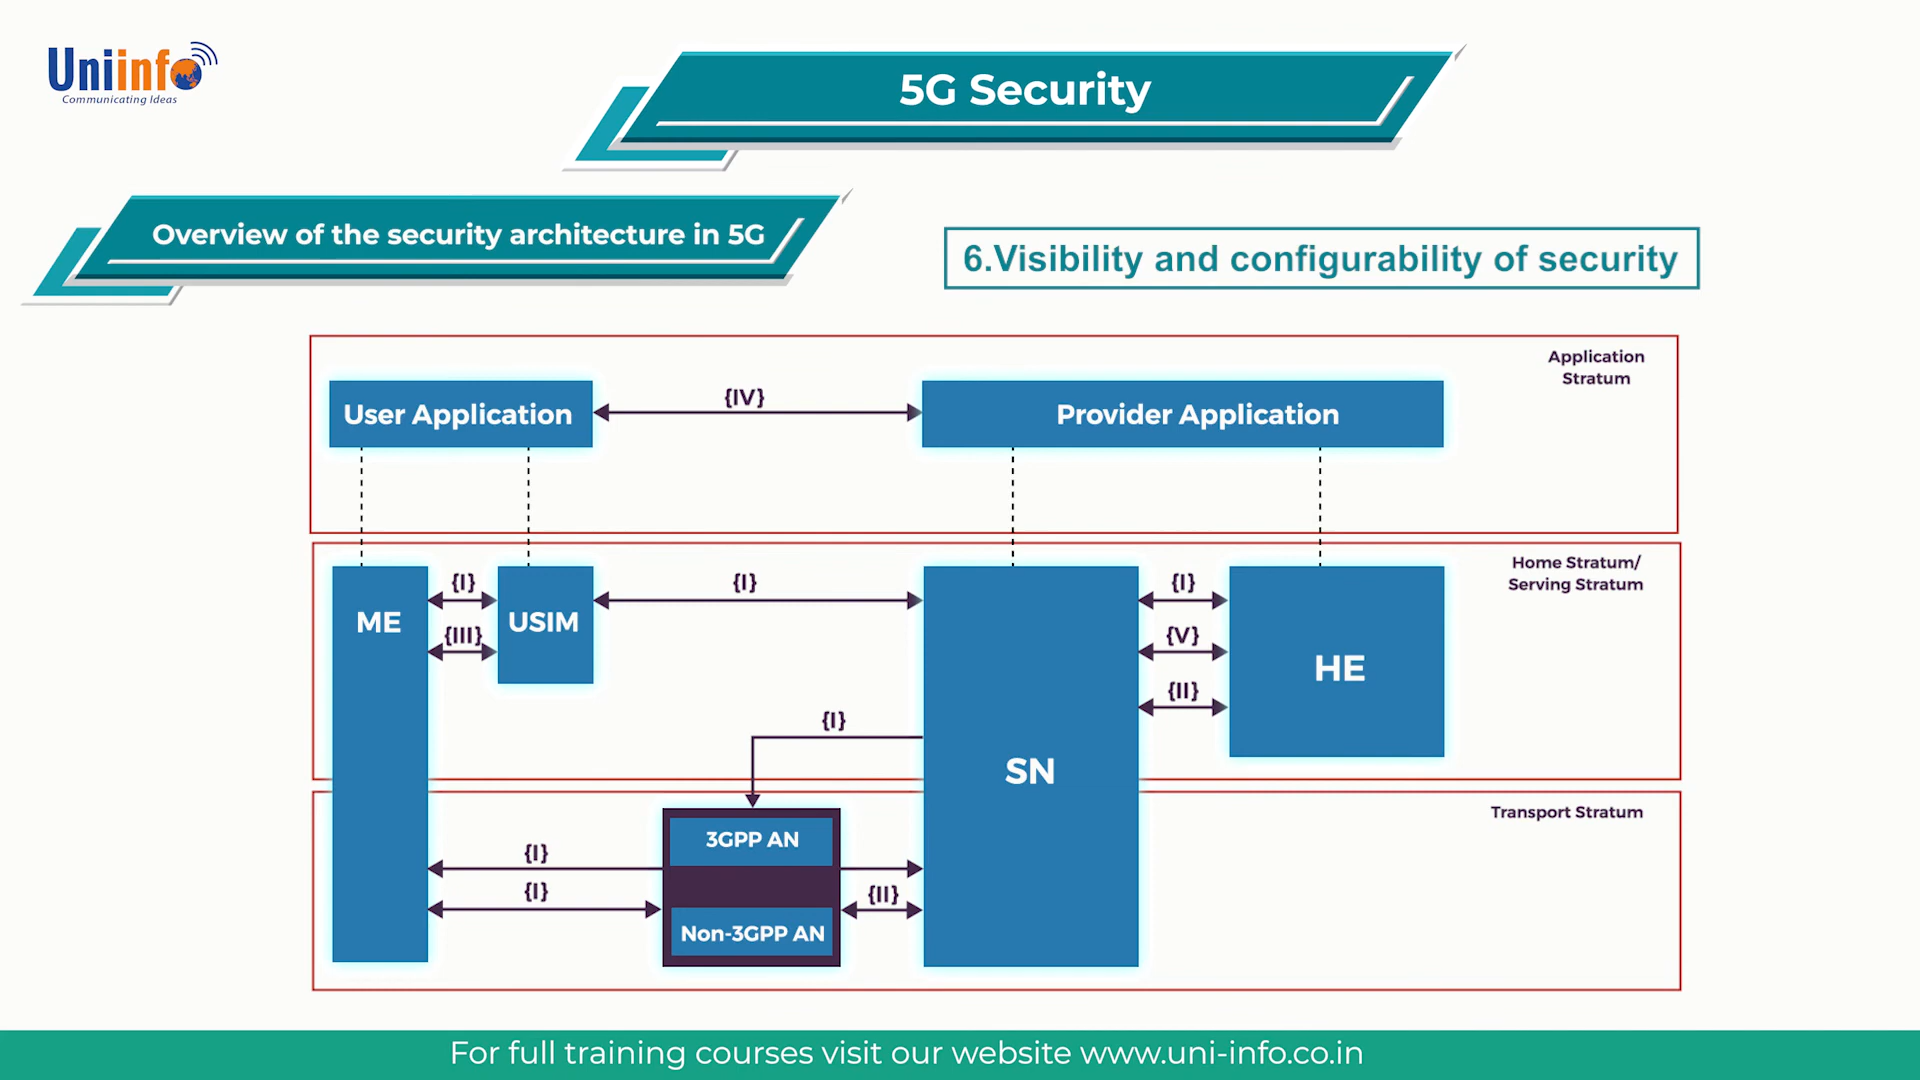 Uniinfo
Communicating Ideas
5G Security
Overview of the security architecture in 5G
6.Visibility and configurability of security
Application
Stratum
User Application
{IV}
Provider Application
Home Stratum/
Serving Stratum
ME
{I}
{III}
USIM
{I}
{I}
{V}
{II}
HE
{I}
SN
Transport Stratum
3GPP AN
{I}
{I}
{II}
Non-3GPP AN
For full training courses visit our website www.uni-info.co.in